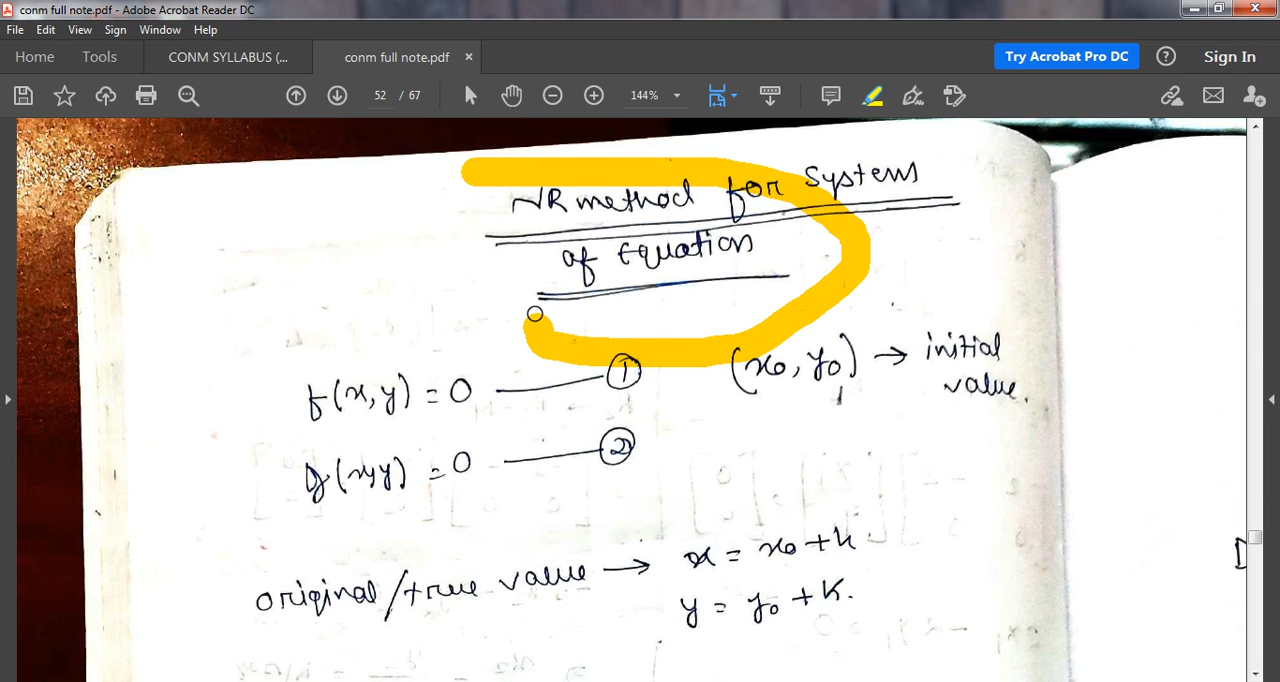 conm full note.pdf - Adobe Acrobat Reader DC
File Edit View Sign Window Help
Home Tools CONM SYLLABUS (... conm full note.pdf ×
Try Acrobat Pro DC ? Sign In
52 / 67 144%
NR method for System
of Equation
f(x,y) = 0 ——— ①
(x₀, y₀) → initial
value.
g(x,y) = 0 ——— ②
original/true value → x = x₀ + h
y = y₀ + k.